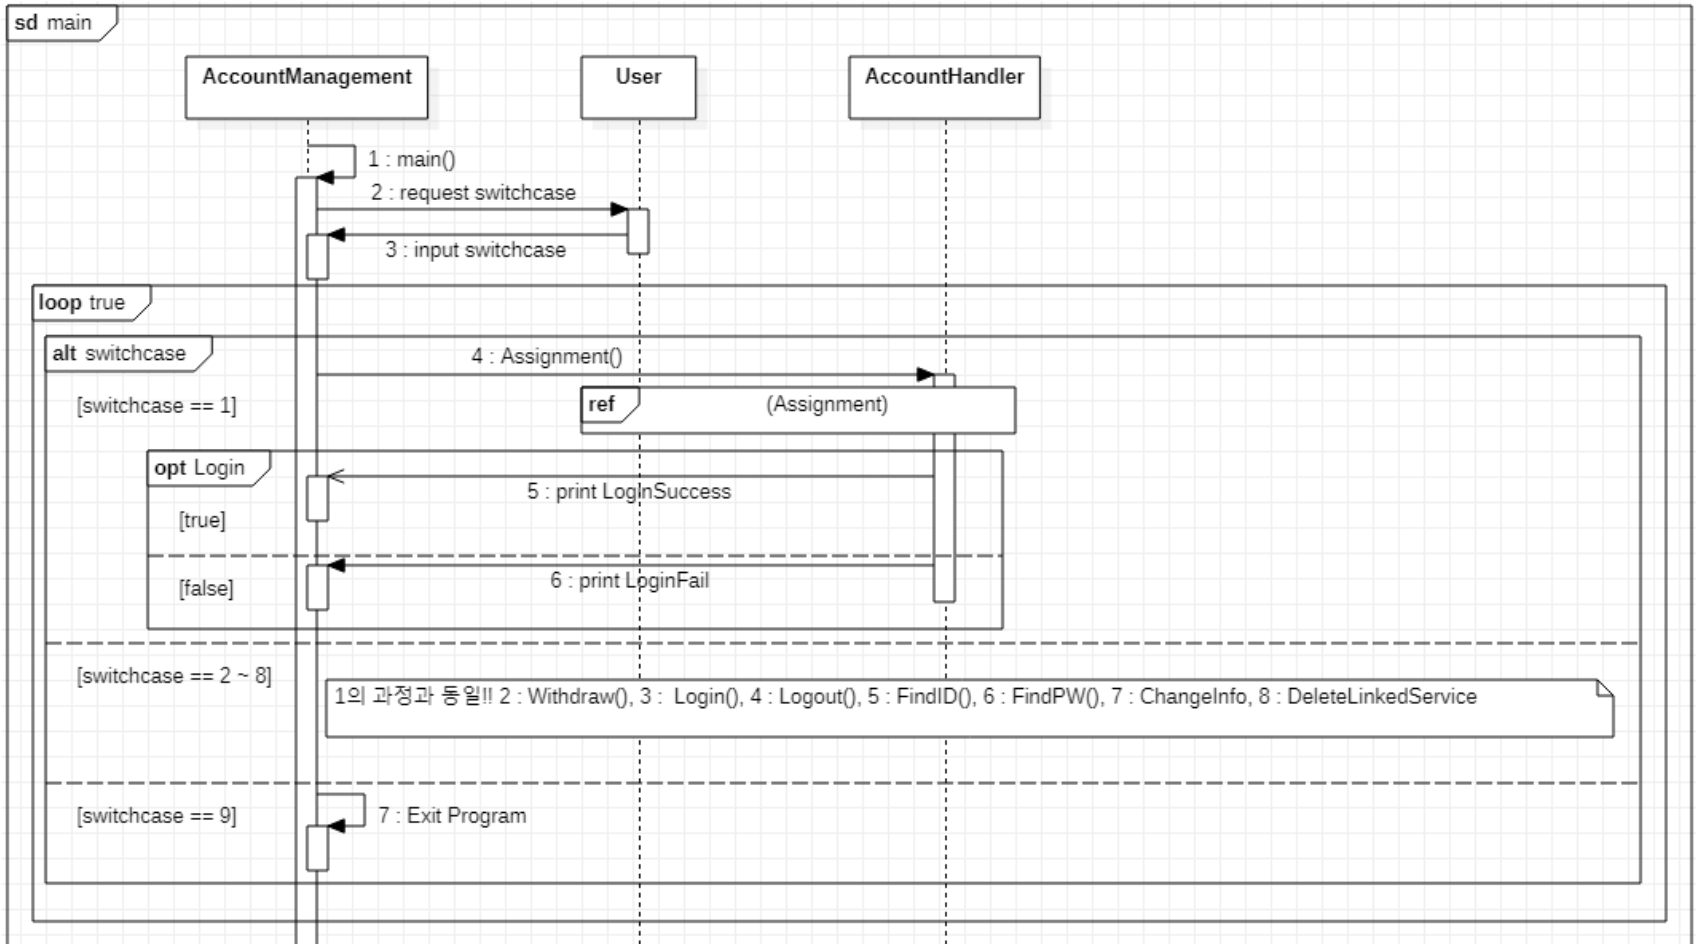 sd main
AccountManagement
User
AccountHandler
1 : main()
2 : request switchcase
3 : input switchcase
loop true
alt switchcase
4 : Assignment()
[switchcase == 1]
ref
(Assignment)
opt Login
5 : print LoginSuccess
[true]
6 : print LoginFail
[false]
[switchcase == 2 ~ 8]
1의 과정과 동일!! 2 : Withdraw(), 3 : Login(), 4 : Logout(), 5 : FindID(), 6 : FindPW(), 7 : ChangeInfo, 8 : DeleteLinkedService
[switchcase == 9]
7 : Exit Program